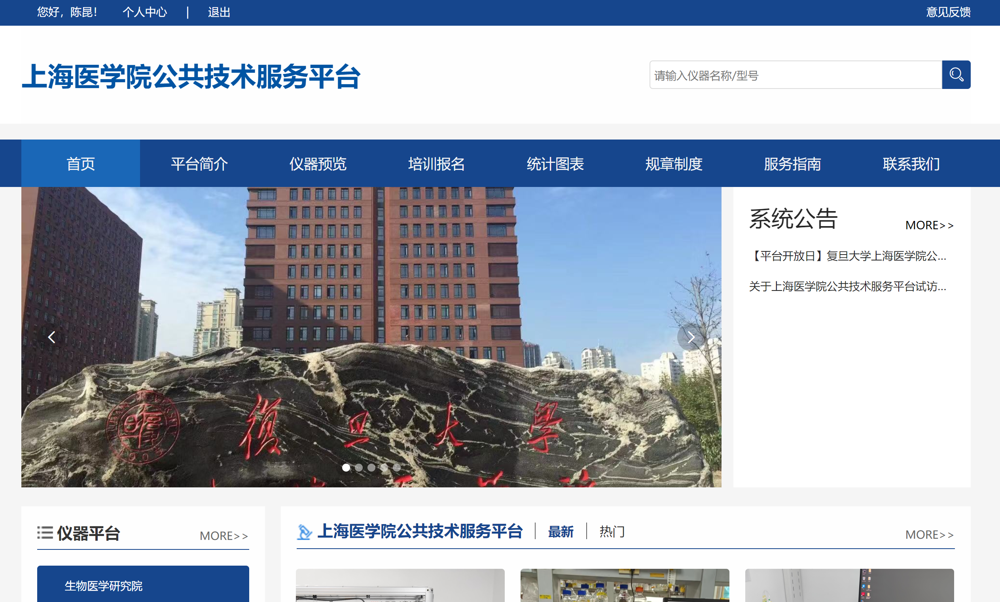 您好，陈昆！ 个人中心 | 退出 意见反馈
上海医学院公共技术服务平台
请输入仪器名称/型号
首页 平台简介 仪器预览 培训报名 统计图表 规章制度 服务指南 联系我们
系统公告 MORE>>
【平台开放日】复旦大学上海医学院公...
关于上海医学院公共技术服务平台试访...
復旦大學
仪器平台 MORE>>
上海医学院公共技术服务平台 | 最新 | 热门 MORE>>
生物医学研究院